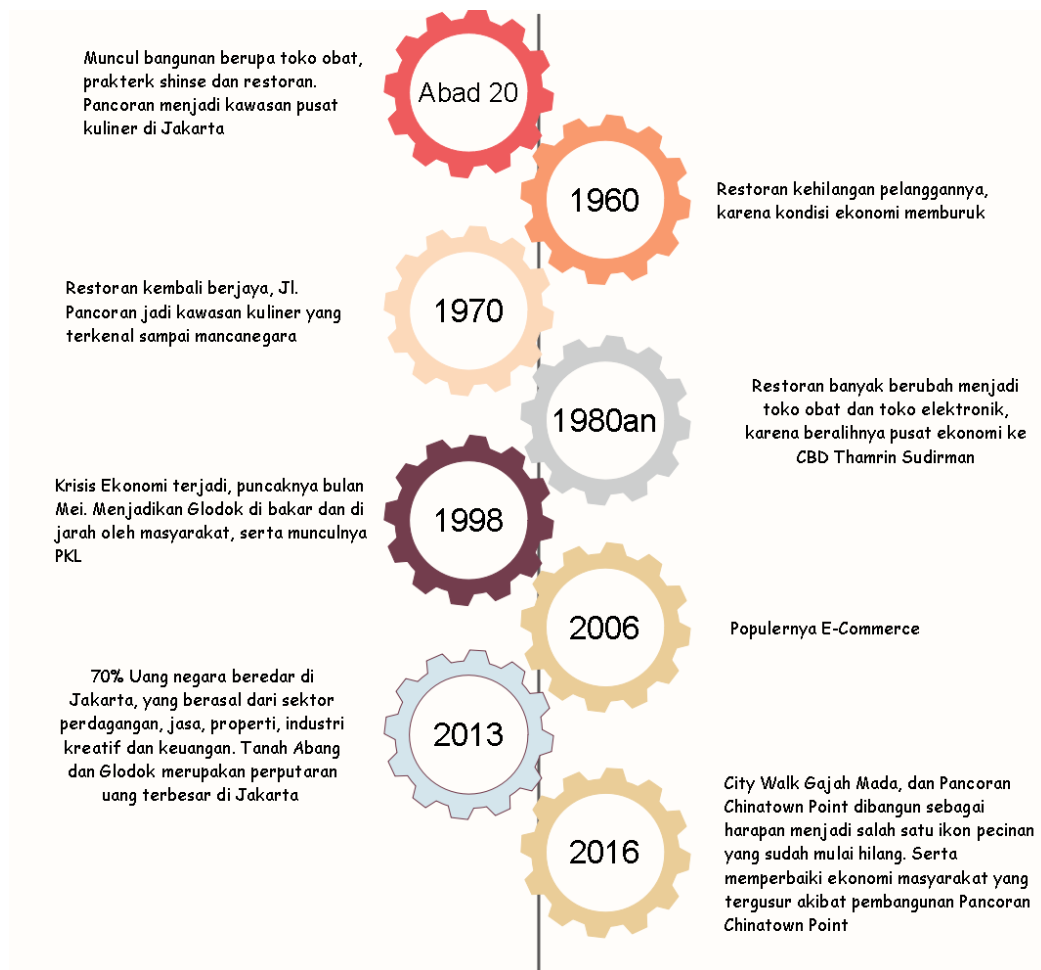 Muncul bangunan berupa toko obat,
prakterk shinse dan restoran.
Pancoran menjadi kawasan pusat
kuliner di Jakarta
Abad 20
1960
Restoran kehilangan pelanggannya,
karena kondisi ekonomi memburuk
Restoran kembali berjaya, Jl.
Pancoran jadi kawasan kuliner yang
terkenal sampai mancanegara
1970
1980an
Restoran banyak berubah menjadi
toko obat dan toko elektronik,
karena beralihnya pusat ekonomi ke
CBD Thamrin Sudirman
Krisis Ekonomi terjadi, puncaknya bulan
Mei. Menjadikan Glodok di bakar dan di
jarah oleh masyarakat, serta munculnya
PKL
1998
2006
Populernya E-Commerce
70% Uang negara beredar di
Jakarta, yang berasal dari sektor
perdagangan, jasa, properti, industri
kreatif dan keuangan. Tanah Abang
dan Glodok merupakan perputaran
uang terbesar di Jakarta
2013
2016
City Walk Gajah Mada, dan Pancoran
Chinatown Point dibangun sebagai
harapan menjadi salah satu ikon pecinan
yang sudah mulai hilang. Serta
memperbaiki ekonomi masyarakat yang
tergusur akibat pembangunan Pancoran
Chinatown Point